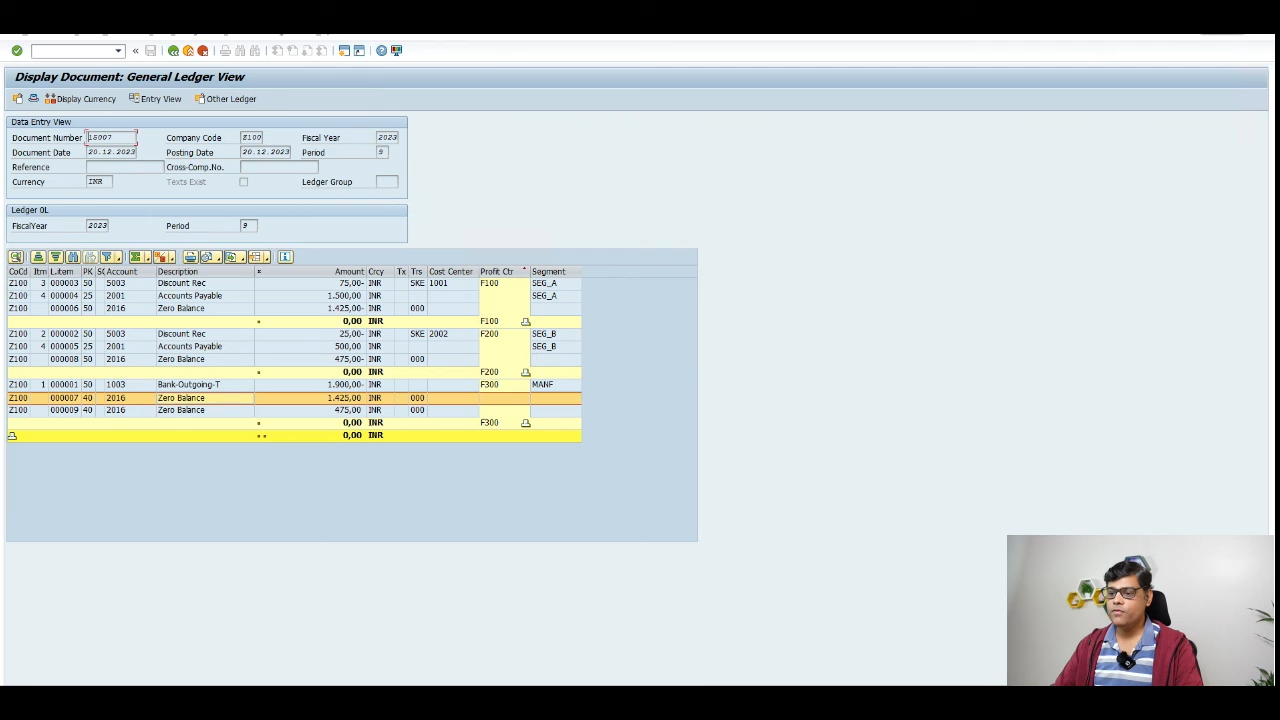 Display Document: General Ledger View
Display Currency Entry View Other Ledger
Data Entry View
Document Number 15007 Company Code Z100 Fiscal Year 2023
Document Date 20.12.2023 Posting Date 20.12.2023 Period 9
Reference Cross-Comp.No.
Currency INR Texts Exist Ledger Group
Ledger 0L
FiscalYear 2023 Period 9
CoCd Itm L.item PK SG Account Description Amount Crcy Tx Trs Cost Center Profit Ctr Segment
Z100 3 000003 50 5003 Discount Rec 75,00- INR SKE 1001 F100 SEG_A
Z100 4 000004 25 2001 Accounts Payable 1.500,00 INR SEG_A
Z100 000006 50 2016 Zero Balance 1.425,00- INR 000
0,00 INR F100
Z100 2 000002 50 5003 Discount Rec 25,00- INR SKE 2002 F200 SEG_B
Z100 4 000005 25 2001 Accounts Payable 500,00 INR SEG_B
Z100 000008 50 2016 Zero Balance 475,00- INR 000
0,00 INR F200
Z100 1 000001 50 1003 Bank-Outgoing-T 1.900,00- INR F300 MANF
Z100 000007 40 2016 Zero Balance 1.425,00 INR 000
Z100 000009 40 2016 Zero Balance 475,00 INR 000
0,00 INR F300
0,00 INR